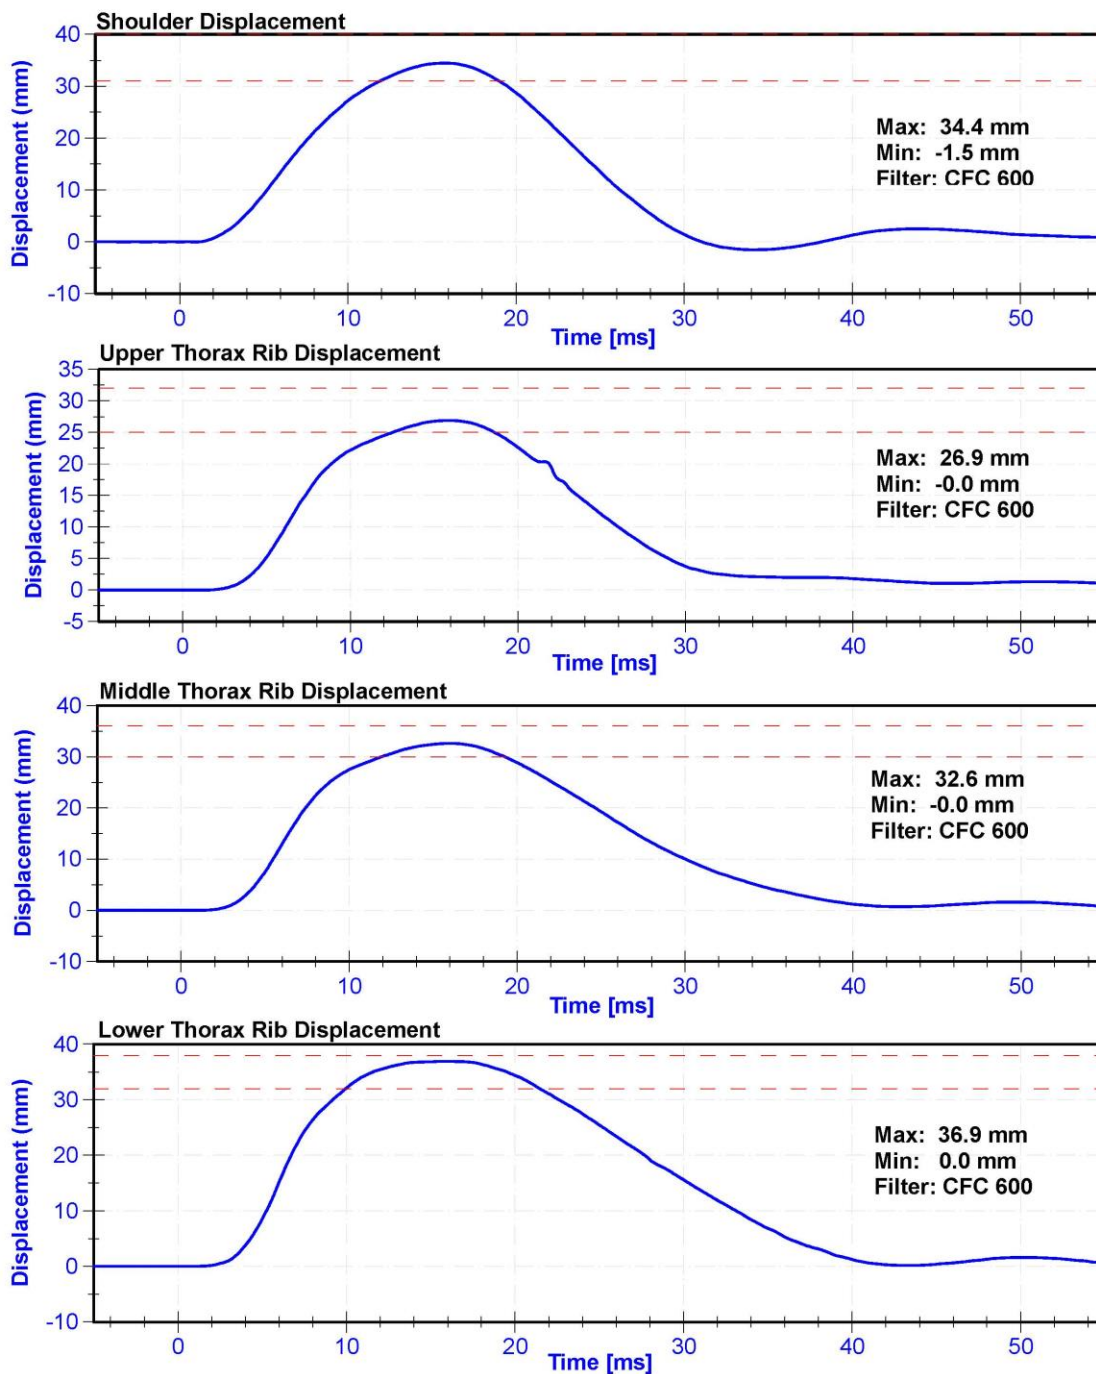 Shoulder Displacement
Displacement (mm)
40
30
20
10
0
-10
Max: 34.4 mm
Min: -1.5 mm
Filter: CFC 600
0 10 20 30 40 50
Time [ms]
Upper Thorax Rib Displacement
Displacement (mm)
35
30
25
20
15
10
5
0
-5
Max: 26.9 mm
Min: -0.0 mm
Filter: CFC 600
0 10 20 30 40 50
Time [ms]
Middle Thorax Rib Displacement
Displacement (mm)
40
30
20
10
0
-10
Max: 32.6 mm
Min: -0.0 mm
Filter: CFC 600
0 10 20 30 40 50
Time [ms]
Lower Thorax Rib Displacement
Displacement (mm)
40
30
20
10
0
-10
Max: 36.9 mm
Min: 0.0 mm
Filter: CFC 600
0 10 20 30 40 50
Time [ms]